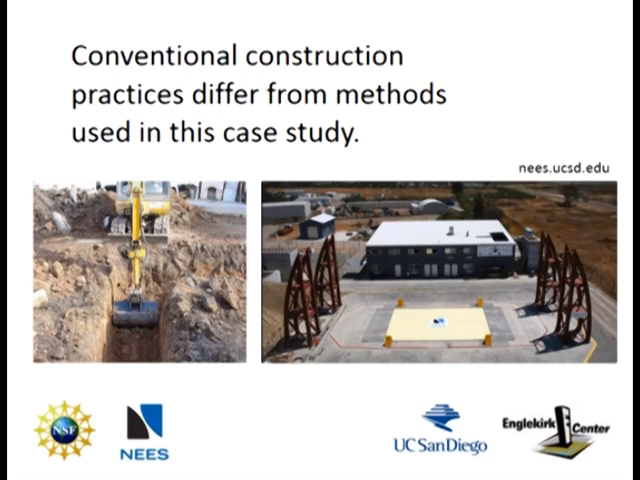 Conventional construction
practices differ from methods
used in this case study.
nees.ucsd.edu
NSF
NEES
UC San Diego
Englekirk Center